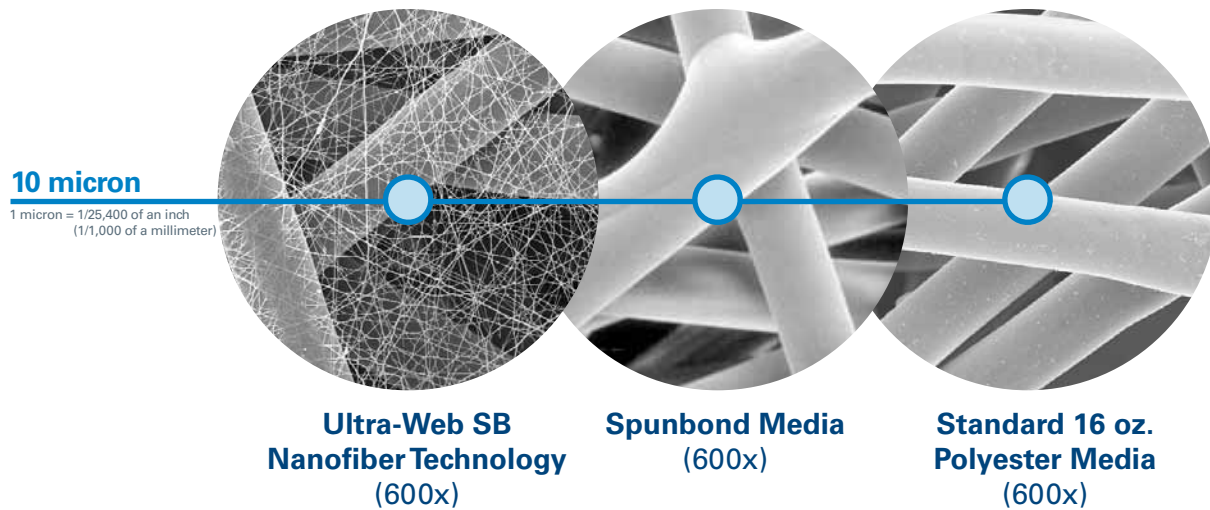 10 micron
1 micron = 1/25,400 of an inch
(1/1,000 of a millimeter)
Ultra-Web SB
Nanofiber Technology
(600x)
Spunbond Media
(600x)
Standard 16 oz.
Polyester Media
(600x)